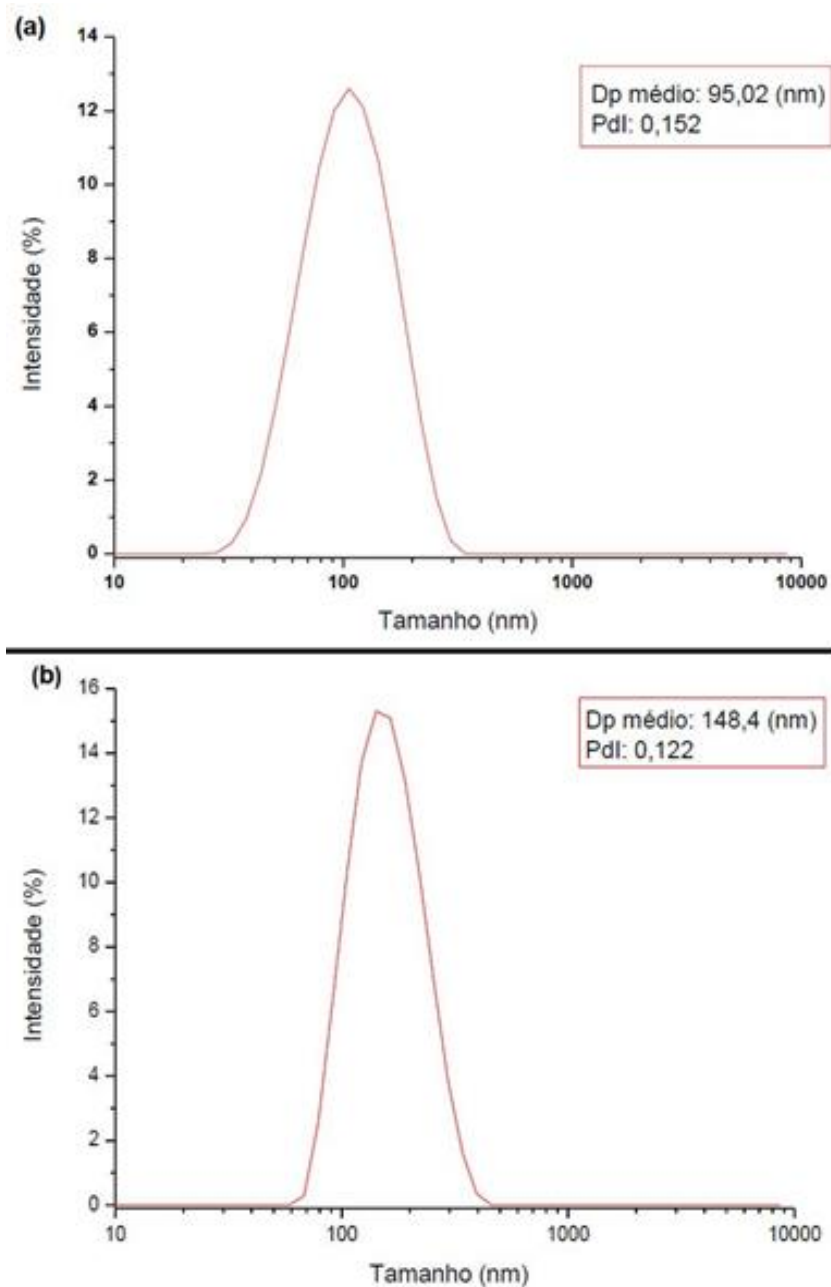 (a)
14
12
10
8
6
4
2
0
Intensidade (%)
Dp médio: 95,02 (nm)
PdI: 0,152
10 100 1000 10000
Tamanho (nm)
(b)
16
14
12
10
8
6
4
2
0
Intensidade (%)
Dp médio: 148,4 (nm)
PdI: 0,122
10 100 1000 10000
Tamanho (nm)